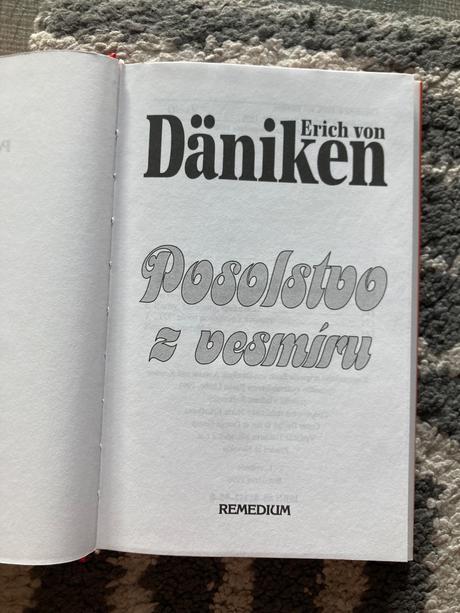 Erich von
Däniken
Posolstvo
z vesmíru
REMEDIUM